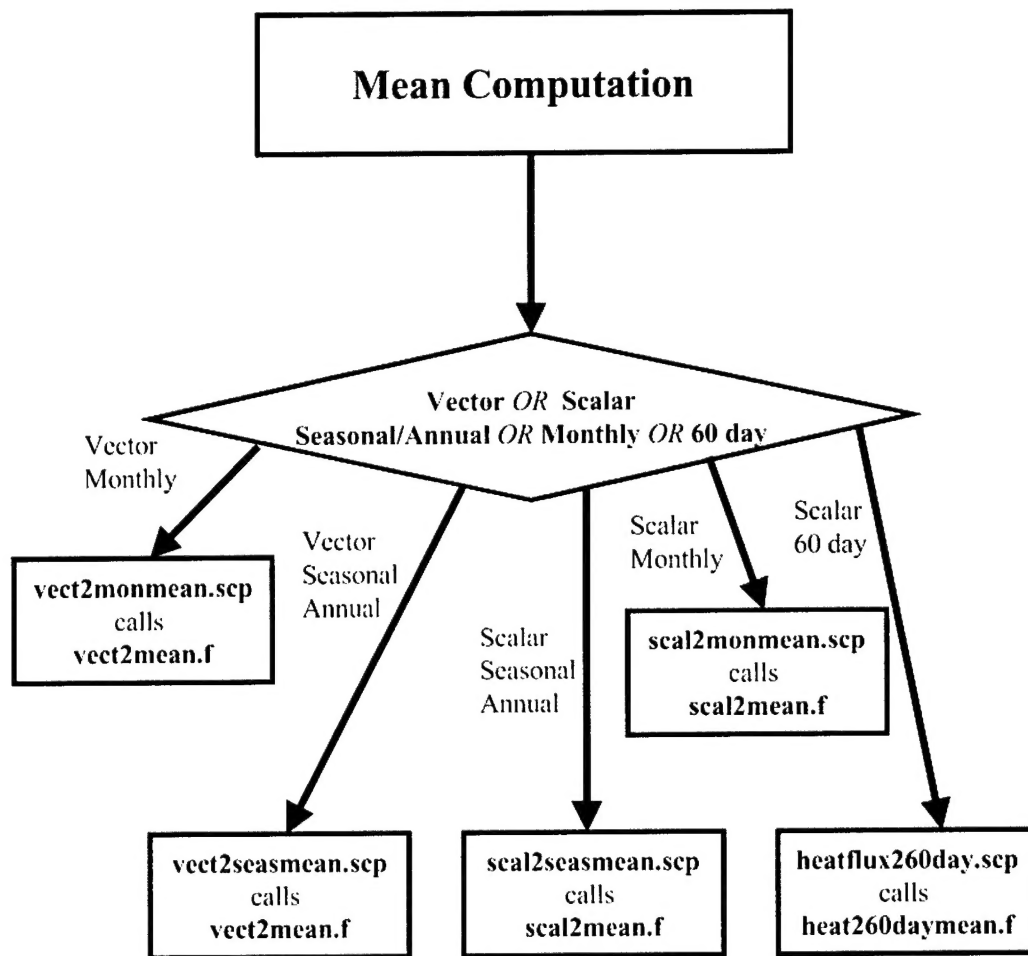 Mean Computation
Vector OR Scalar
Seasonal/Annual OR Monthly OR 60 day
Vector
Monthly
vect2monmean.scp
calls
vect2mean.f
Vector
Seasonal
Annual
vect2seasmean.scp
calls
vect2mean.f
Scalar
Seasonal
Annual
scal2seasmean.scp
calls
scal2mean.f
Scalar
Monthly
scal2monmean.scp
calls
scal2mean.f
Scalar
60 day
heatflux260day.scp
calls
heat260daymean.f